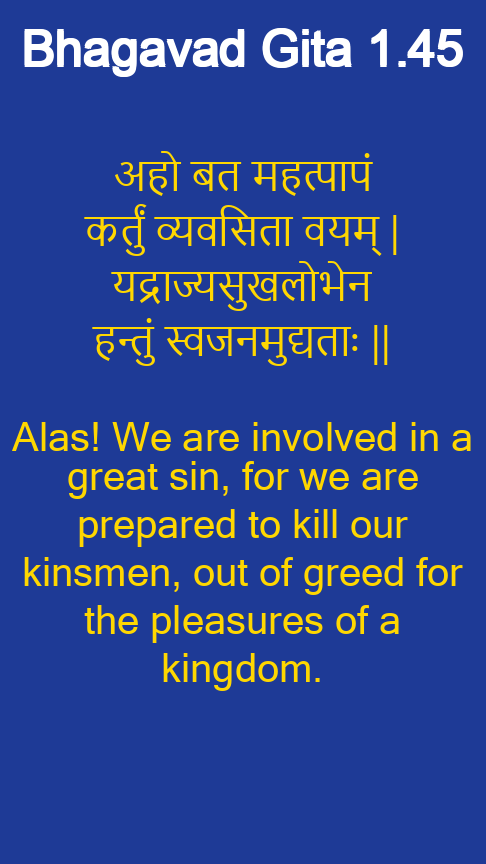 Bhagavad Gita 1.45
अहो बत महत्पापं
कर्तुं व्यवसिता वयम् |
यद्राज्यसुखलोभेन
हन्तुं स्वजनमुद्यताः ||
Alas! We are involved in a
great sin, for we are
prepared to kill our
kinsmen, out of greed for
the pleasures of a
kingdom.